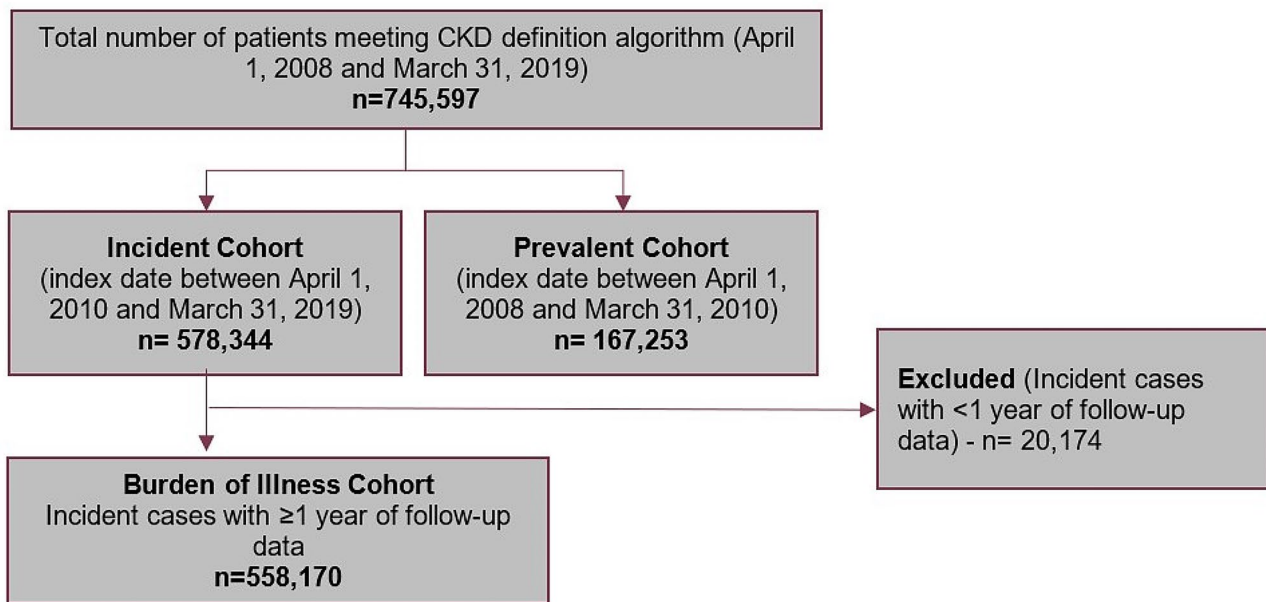 Total number of patients meeting CKD definition algorithm (April
1, 2008 and March 31, 2019)
n=745,597
Incident Cohort
(index date between April 1,
2010 and March 31, 2019)
n= 578,344
Prevalent Cohort
(index date between April 1,
2008 and March 31, 2010)
n= 167,253
Excluded (Incident cases
with <1 year of follow-up
data) - n= 20,174
Burden of Illness Cohort
Incident cases with ≥1 year of follow-up
data
n=558,170